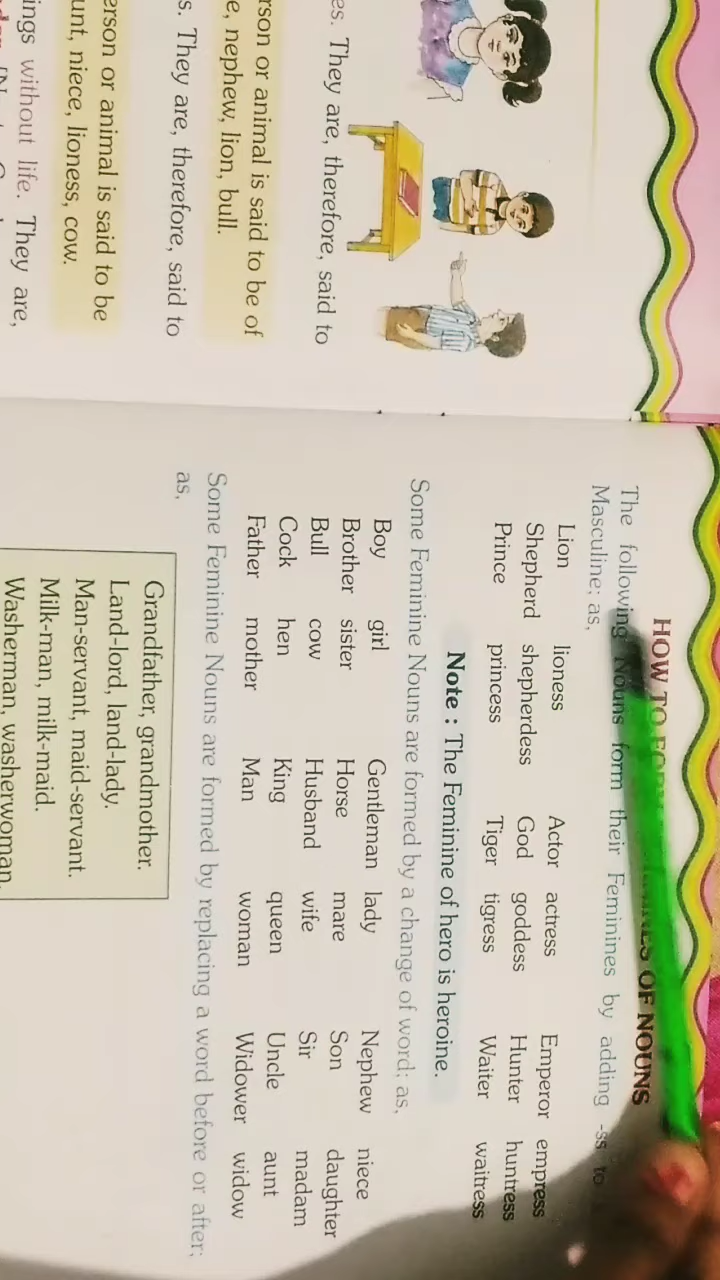 es. They are, therefore, said to
rson or animal is said to be of
e, nephew, lion, bull.
s. They are, therefore, said to
erson or animal is said to be
unt, niece, lioness, cow.
ings without life. They are,
HOW TO OF NOUNS
The following Nouns form their Feminines by adding -ss to
Masculine; as,
Lion lioness Actor actress Emperor empress
Shepherd shepherdess God goddess Hunter huntress
Prince princess Tiger tigress Waiter waitress
Note : The Feminine of hero is heroine.
Some Feminine Nouns are formed by a change of word; as,
Boy girl Gentleman lady Nephew niece
Brother sister Horse mare Son daughter
Bull cow Husband wife Sir madam
Cock hen King queen Uncle aunt
Father mother Man woman Widower widow
Some Feminine Nouns are formed by replacing a word before or after;
as,
Grandfather, grandmother.
Land-lord, land-lady.
Man-servant, maid-servant.
Milk-man, milk-maid.
Washerman, washerwoman.